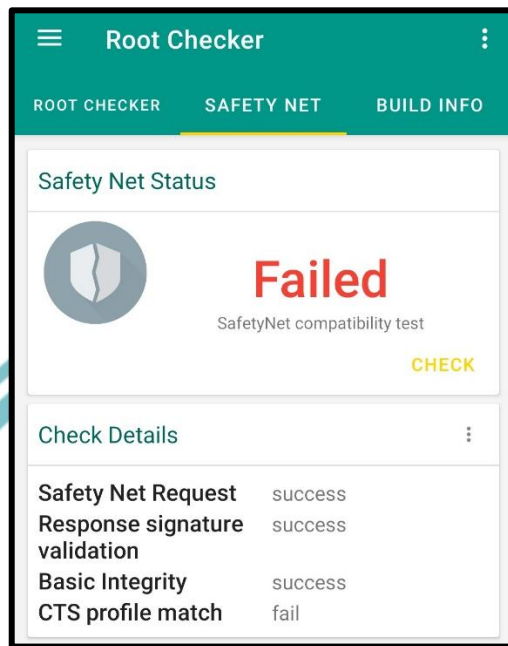 Root Checker
ROOT CHECKER SAFETY NET BUILD INFO
Safety Net Status
Failed
SafetyNet compatibility test
CHECK
Check Details
Safety Net Request success
Response signature success
validation
Basic Integrity success
CTS profile match fail